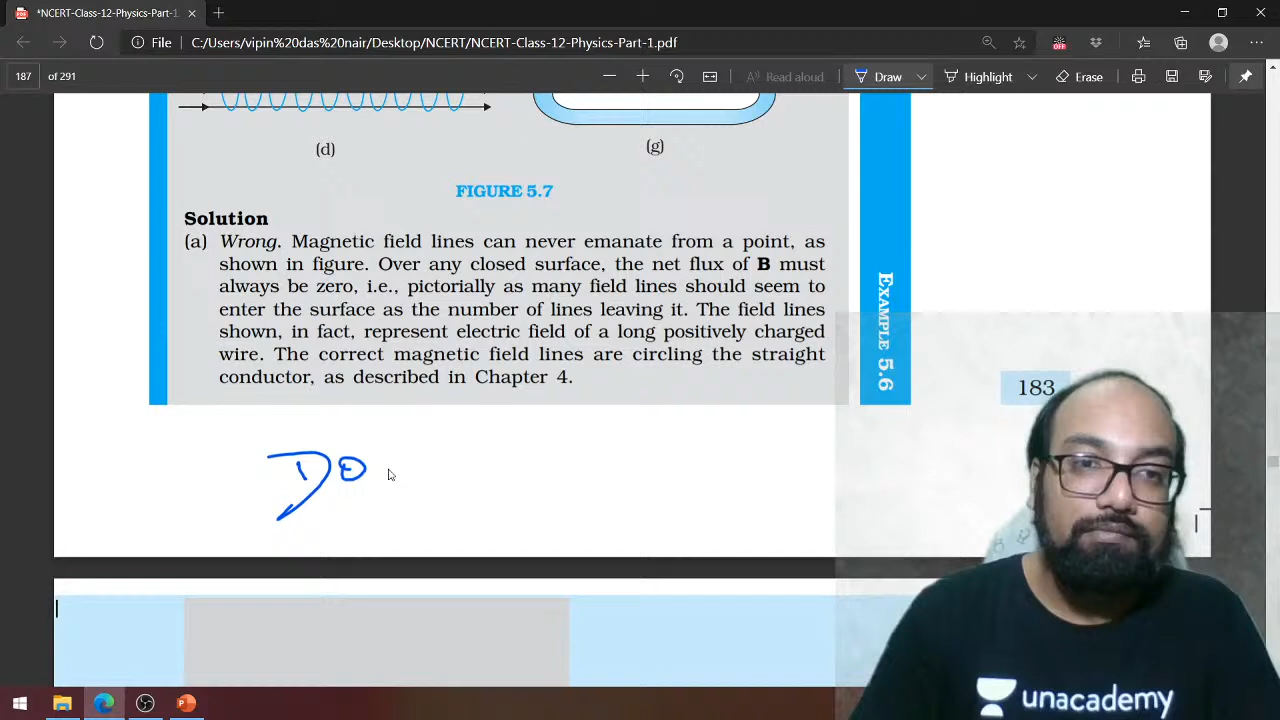 *NCERT-Class-12-Physics-Part-1.
File
C:/Users/vipin%20das%20nair/Desktop/NCERT/NCERT-Class-12-Physics-Part-1.pdf
OFF
187 of 291
Read aloud
Draw
Highlight
Erase
(d)
(g)
FIGURE 5.7
Solution
(a) Wrong. Magnetic field lines can never emanate from a point, as
shown in figure. Over any closed surface, the net flux of B must
always be zero, i.e., pictorially as many field lines should seem to
enter the surface as the number of lines leaving it. The field lines
shown, in fact, represent electric field of a long positively charged
wire. The correct magnetic field lines are circling the straight
conductor, as described in Chapter 4.
EXAMPLE 5.6
183
Do
unacademy